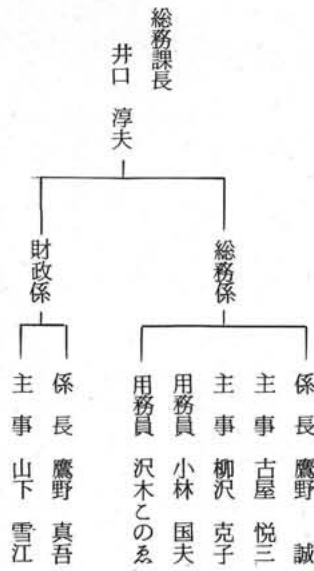 総務課長
井口 淳夫
総務係
係長 鷹野 誠
主事 古屋 悦三
主事 柳沢 克子
用務員 小林 国夫
用務員 沢木このゑ
財政係
係長 鷹野 真吾
主事 山下 雪江